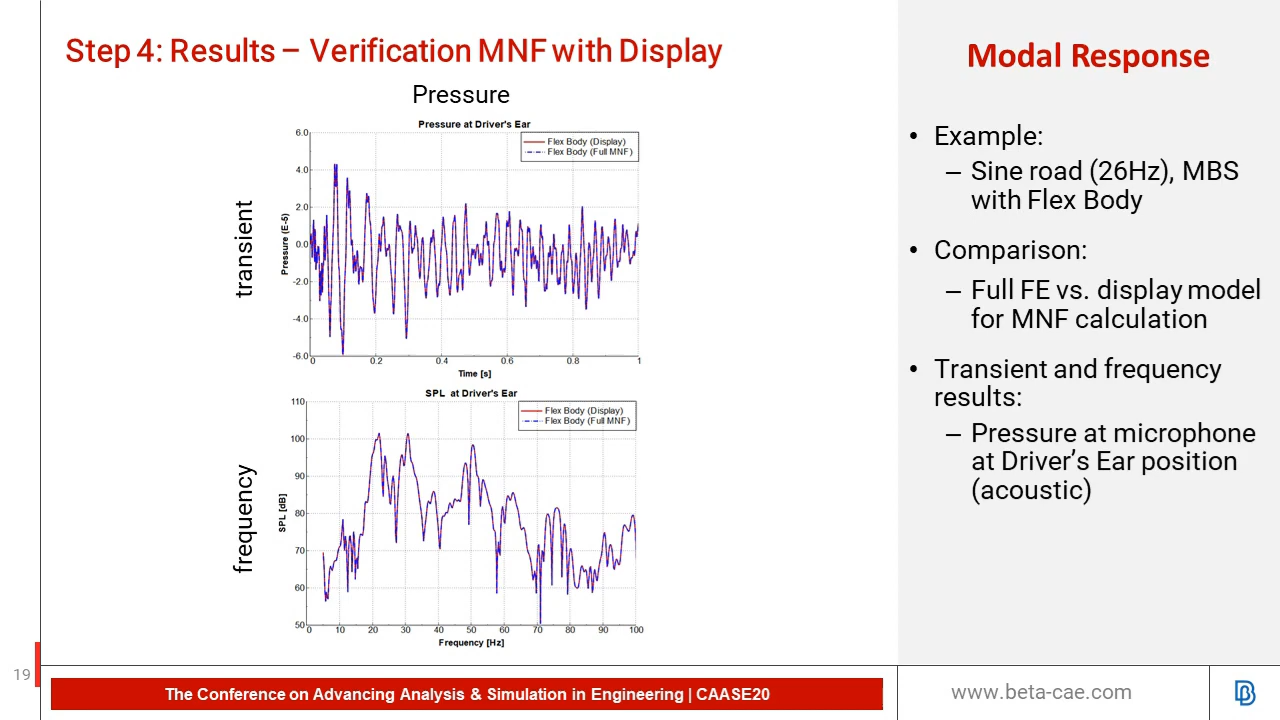 Step 4: Results – Verification MNF with Display
Pressure
transient
Pressure at Driver's Ear
Flex Body (Display)
Flex Body (Full MNF)
Pressure (E-5)
6.0
4.0
2.0
0.0
-2.0
-4.0
-6.0
0 0.2 0.4 0.6 0.8 1
Time [s]
frequency
SPL at Driver's Ear
Flex Body (Display)
Flex Body (Full MNF)
SPL [dB]
110
100
90
80
70
60
50
0 10 20 30 40 50 60 70 80 90 100
Frequency [Hz]
Modal Response
• Example:
– Sine road (26Hz), MBS
with Flex Body
• Comparison:
– Full FE vs. display model
for MNF calculation
• Transient and frequency
results:
– Pressure at microphone
at Driver’s Ear position
(acoustic)
19
The Conference on Advancing Analysis & Simulation in Engineering | CAASE20
www.beta-cae.com